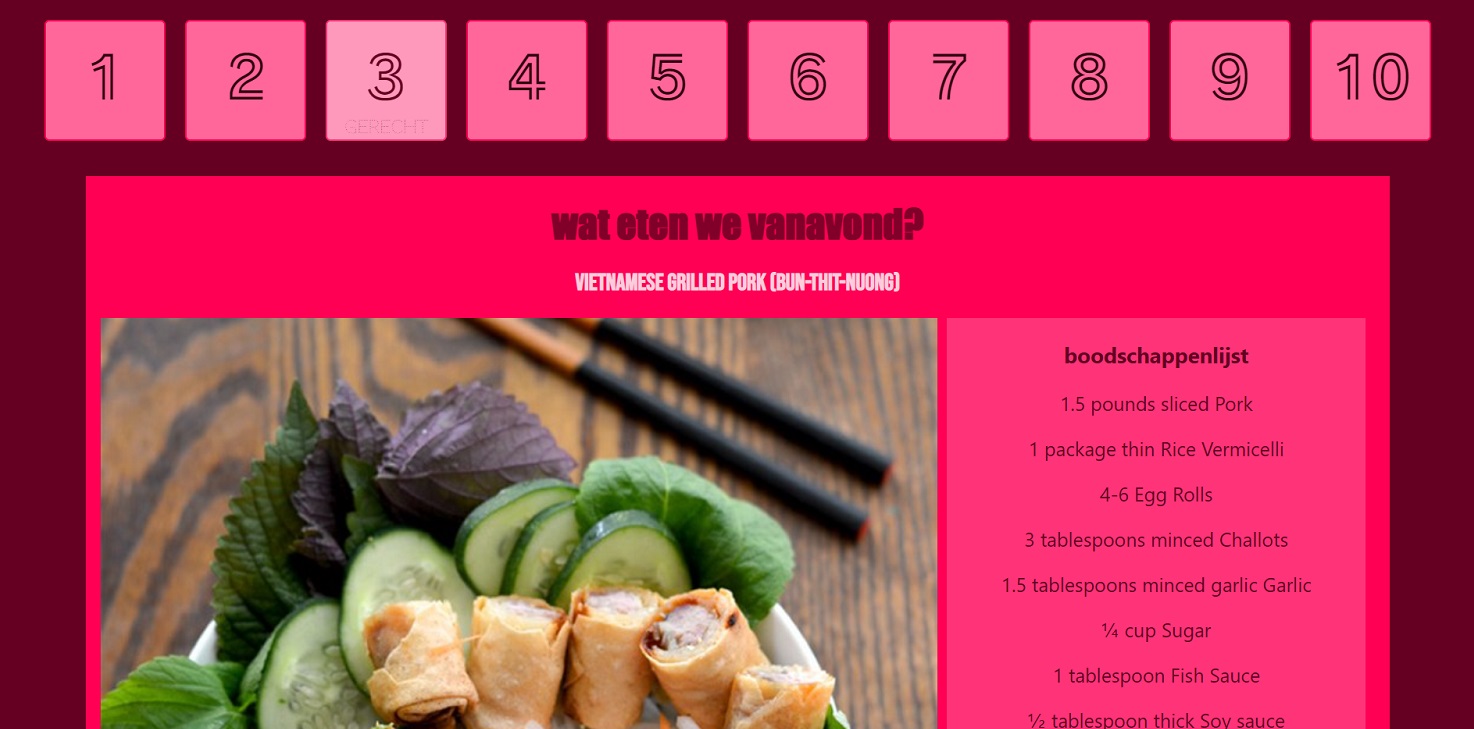 1 2 3 4 5 6 7 8 9 10
GERECHT
wat eten we vanavond?
VIETNAMESE GRILLED PORK (BUN-THIT-NUONG)
boodschappenlijst
1.5 pounds sliced Pork
1 package thin Rice Vermicelli
4-6 Egg Rolls
3 tablespoons minced Challots
1.5 tablespoons minced garlic Garlic
¼ cup Sugar
1 tablespoon Fish Sauce
½ tablespoon thick Soy sauce